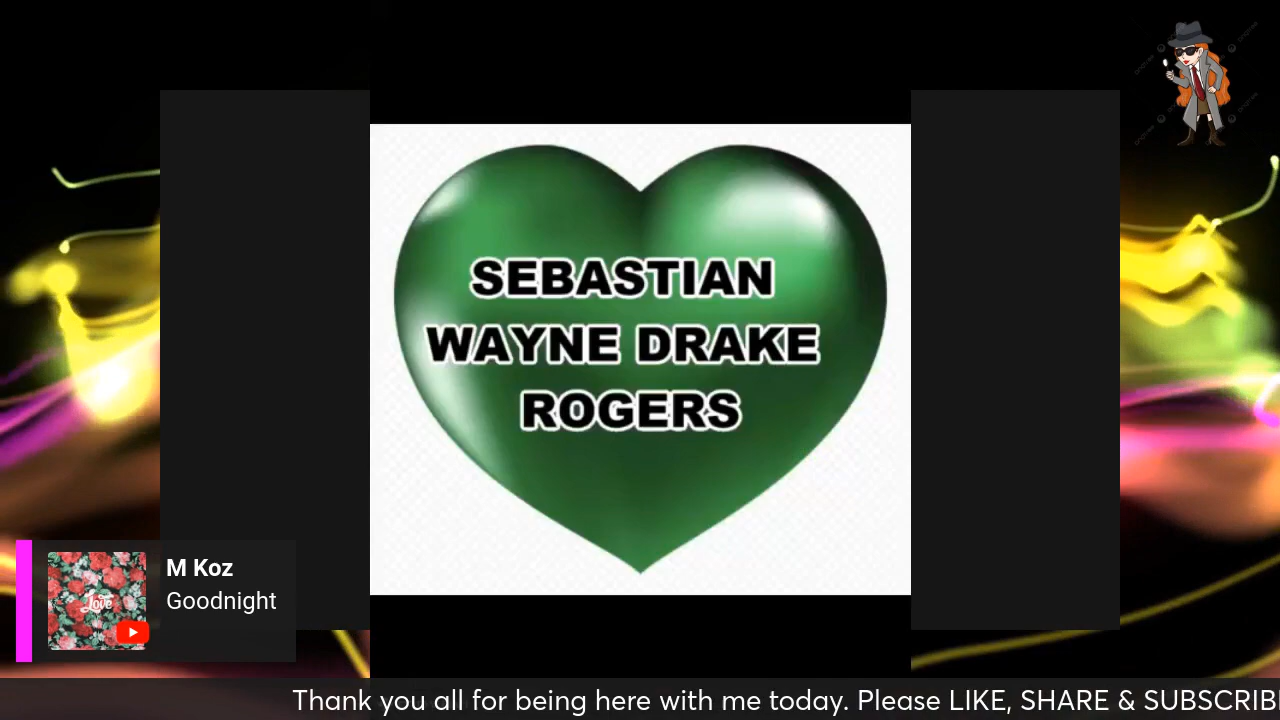 SEBASTIAN
WAYNE DRAKE
ROGERS
Love
M Koz
Goodnight
Thank you all for being here with me today. Please LIKE, SHARE & SUBSCRIB